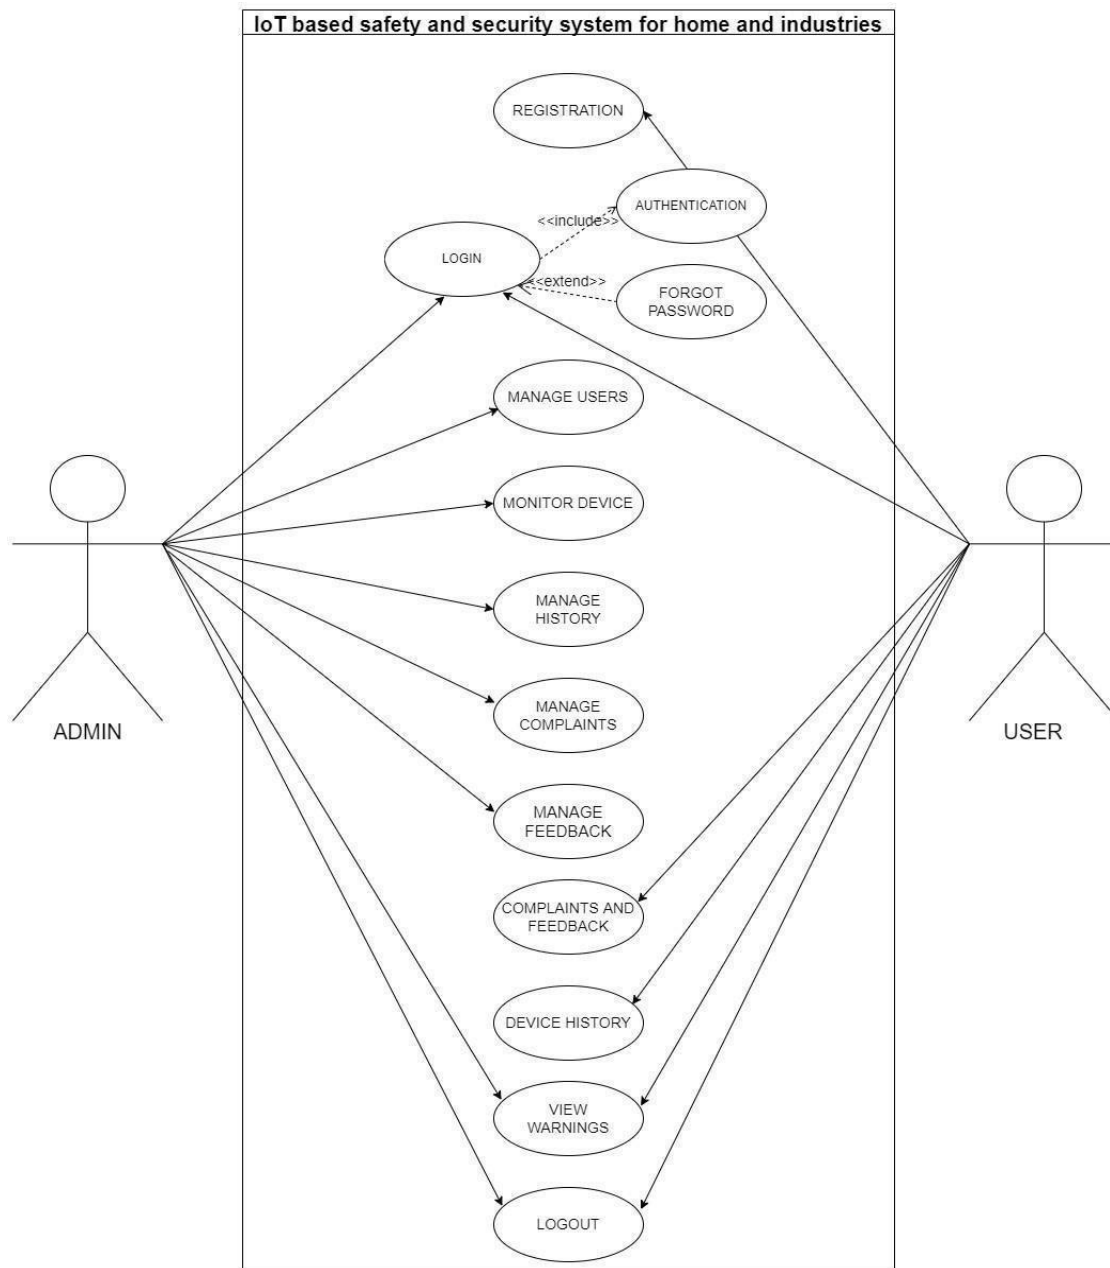 IoT based safety and security system for home and industries
REGISTRATION
AUTHENTICATION
<<include>>
LOGIN
<<extend>>
FORGOT
PASSWORD
MANAGE USERS
MONITOR DEVICE
MANAGE
HISTORY
MANAGE
COMPLAINTS
ADMIN
USER
MANAGE
FEEDBACK
COMPLAINTS AND
FEEDBACK
DEVICE HISTORY
VIEW
WARNINGS
LOGOUT